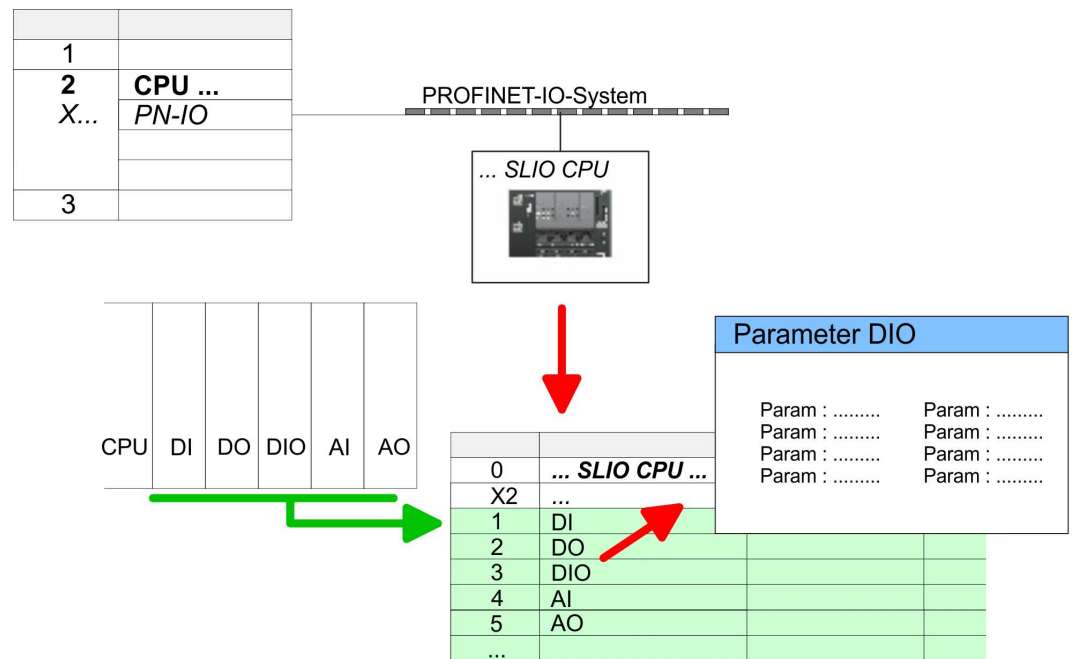 1
2 CPU ...
X... PN-IO
3
PROFINET-IO-System
... SLIO CPU
CPU DI DO DIO AI AO
Parameter DIO
Param : ......... Param : .........
Param : ......... Param : .........
Param : ......... Param : .........
Param : ......... Param : .........
0 ... SLIO CPU ...
X2 ...
1 DI
2 DO
3 DIO
4 AI
5 AO
...